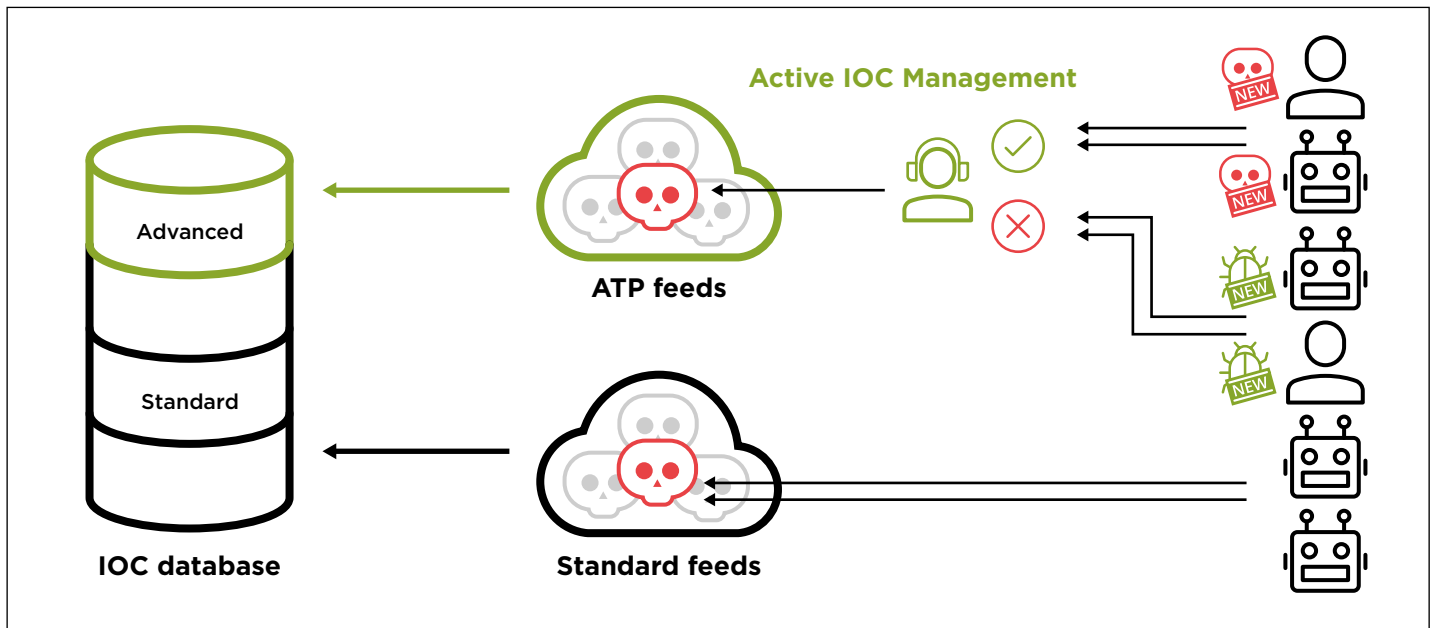 Active IOC Management
NEW
NEW
NEW
NEW
Advanced
Standard
ATP feeds
IOC database
Standard feeds